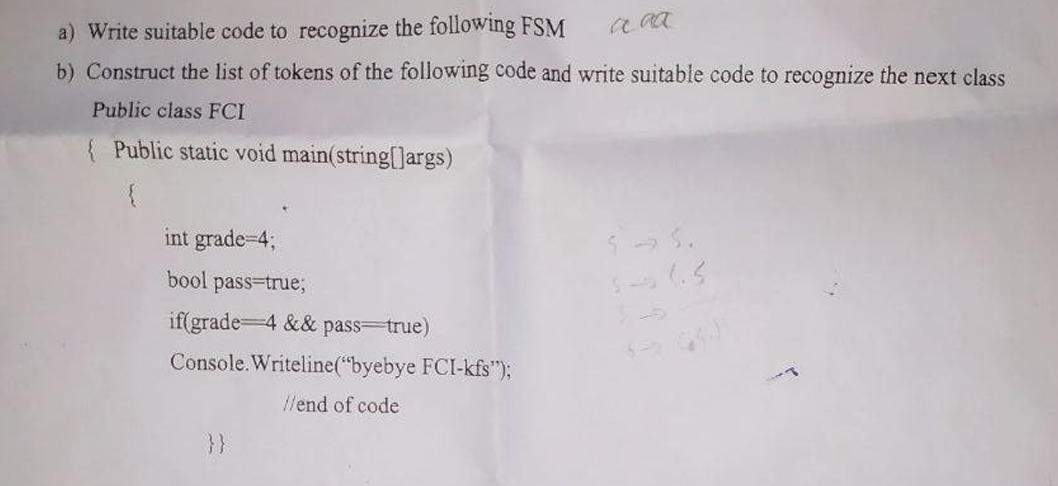 a) Write suitable code to recognize the following FSM a aa
b) Construct the list of tokens of the following code and write suitable code to recognize the next class
Public class FCI
{ Public static void main(string[]args)
{
int grade=4;
bool pass=true;
if(grade==4 && pass==true)
Console.Writeline("byebye FCI-kfs");
//end of code
}}